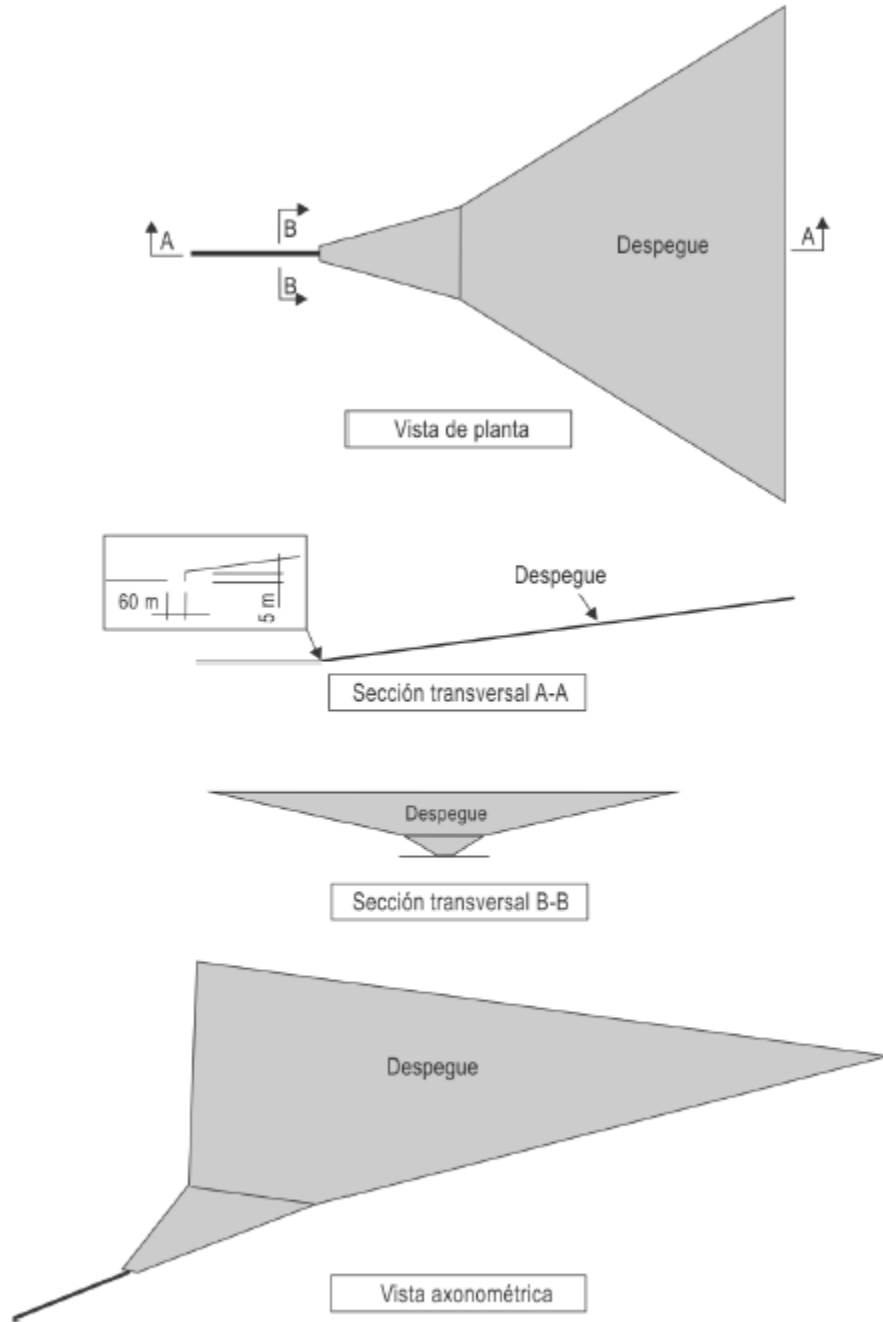 B
A
Despegue
A
B
Vista de planta
Despegue
60 m
5 m
Sección transversal A-A
Despegue
Sección transversal B-B
Despegue
Vista axonométrica